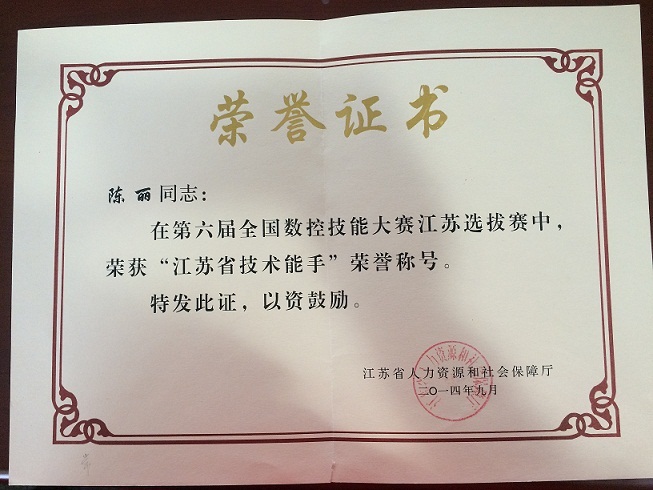 荣誉证书
陈丽同志：
在第六届全国数控技能大赛江苏选拔赛中，
荣获“江苏省技术能手”荣誉称号。
特发此证，以资鼓励。
江苏省人力资源和社会保障厅
二〇一四年九月